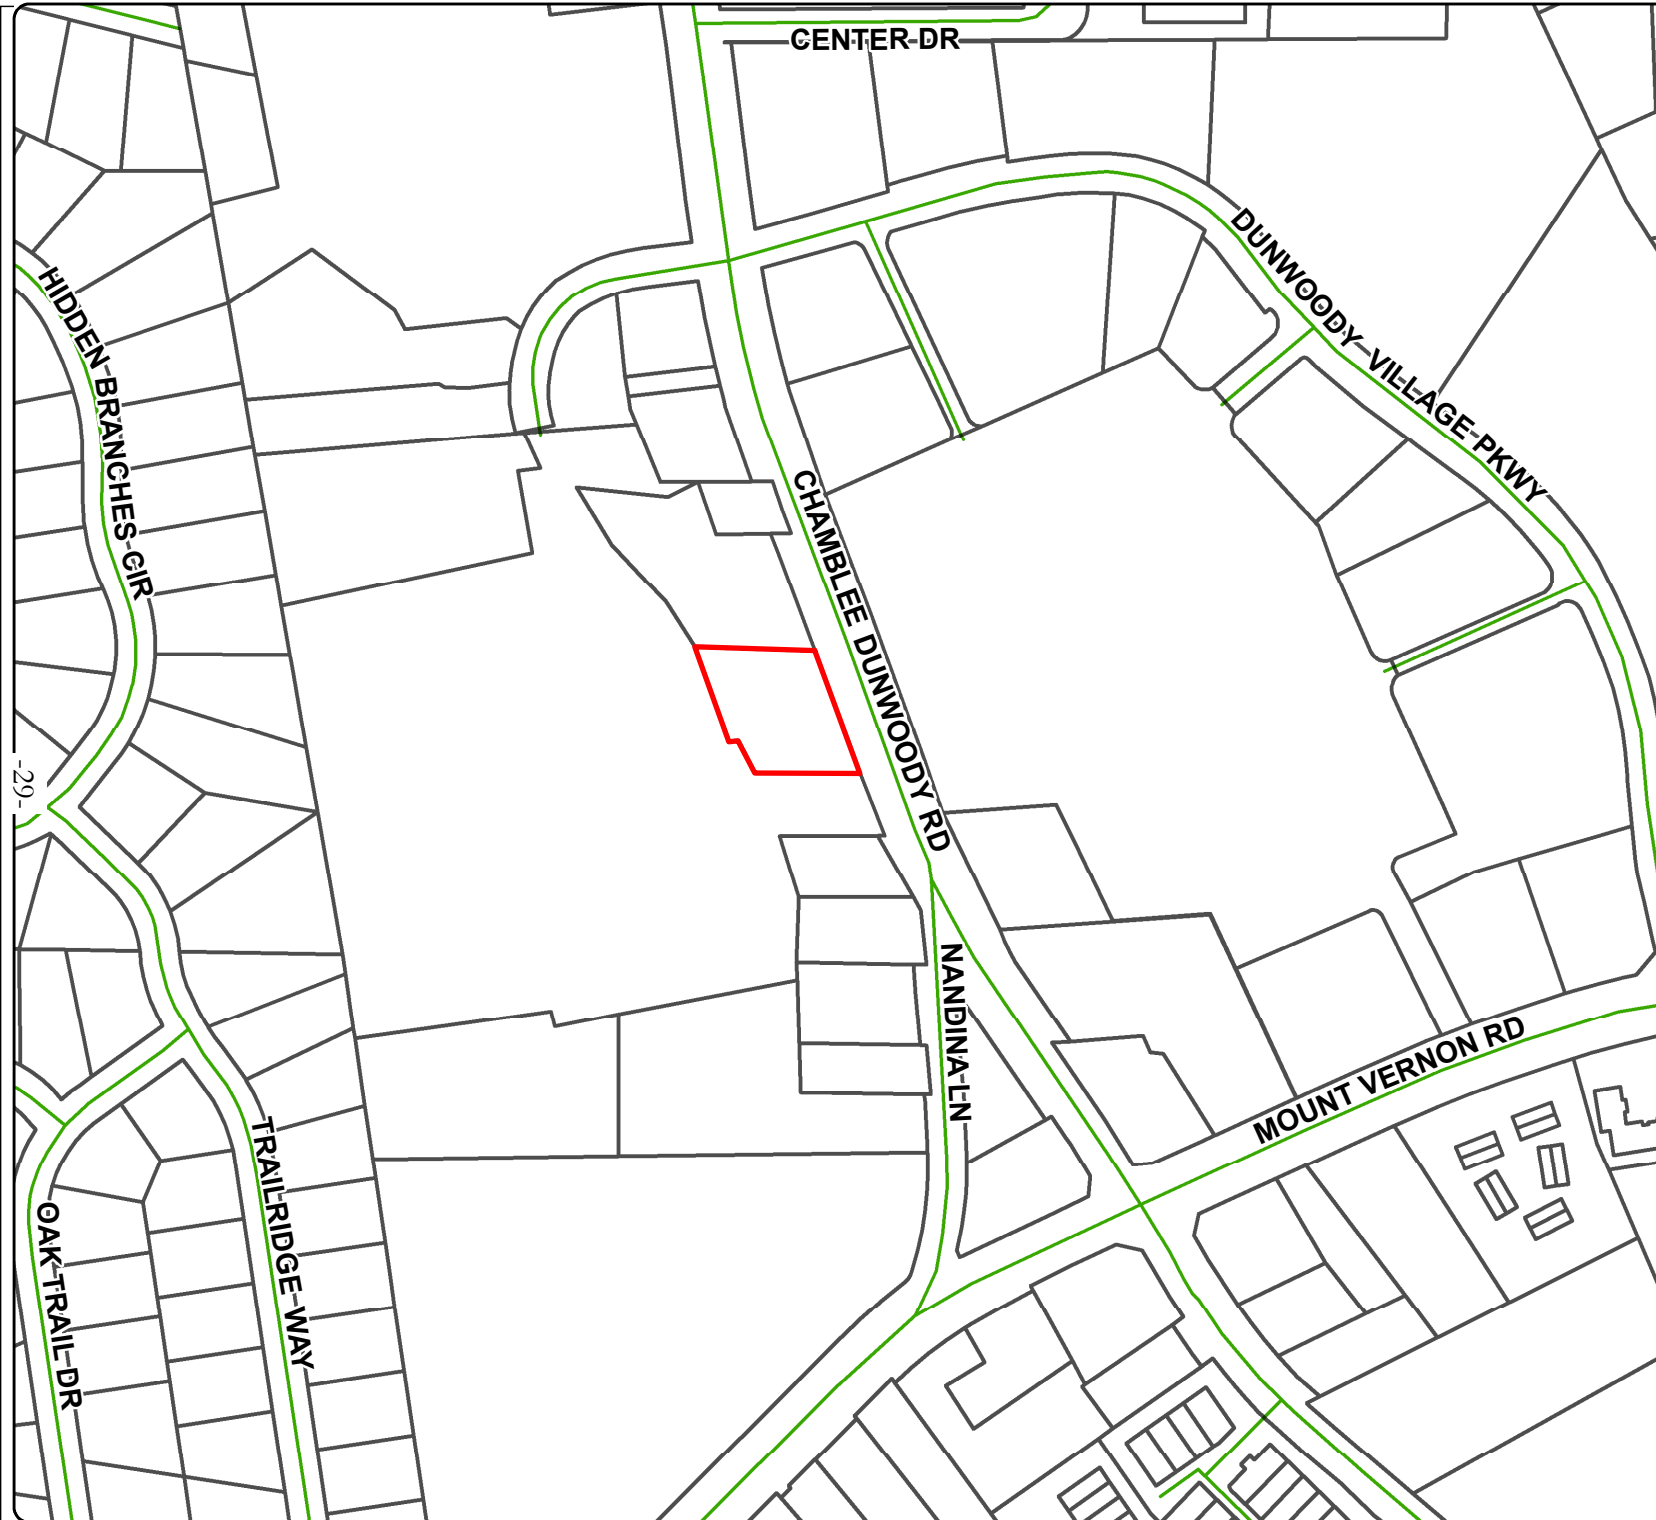 CENTER DR
DUNWOODY VILLAGE PKWY
HIDDEN BRANCHES CIR
CHAMBLEE DUNWOODY RD
-29-
NANDINA LN
MOUNT VERNON RD
TRAILRIDGE WAY
OAK TRAIL DR